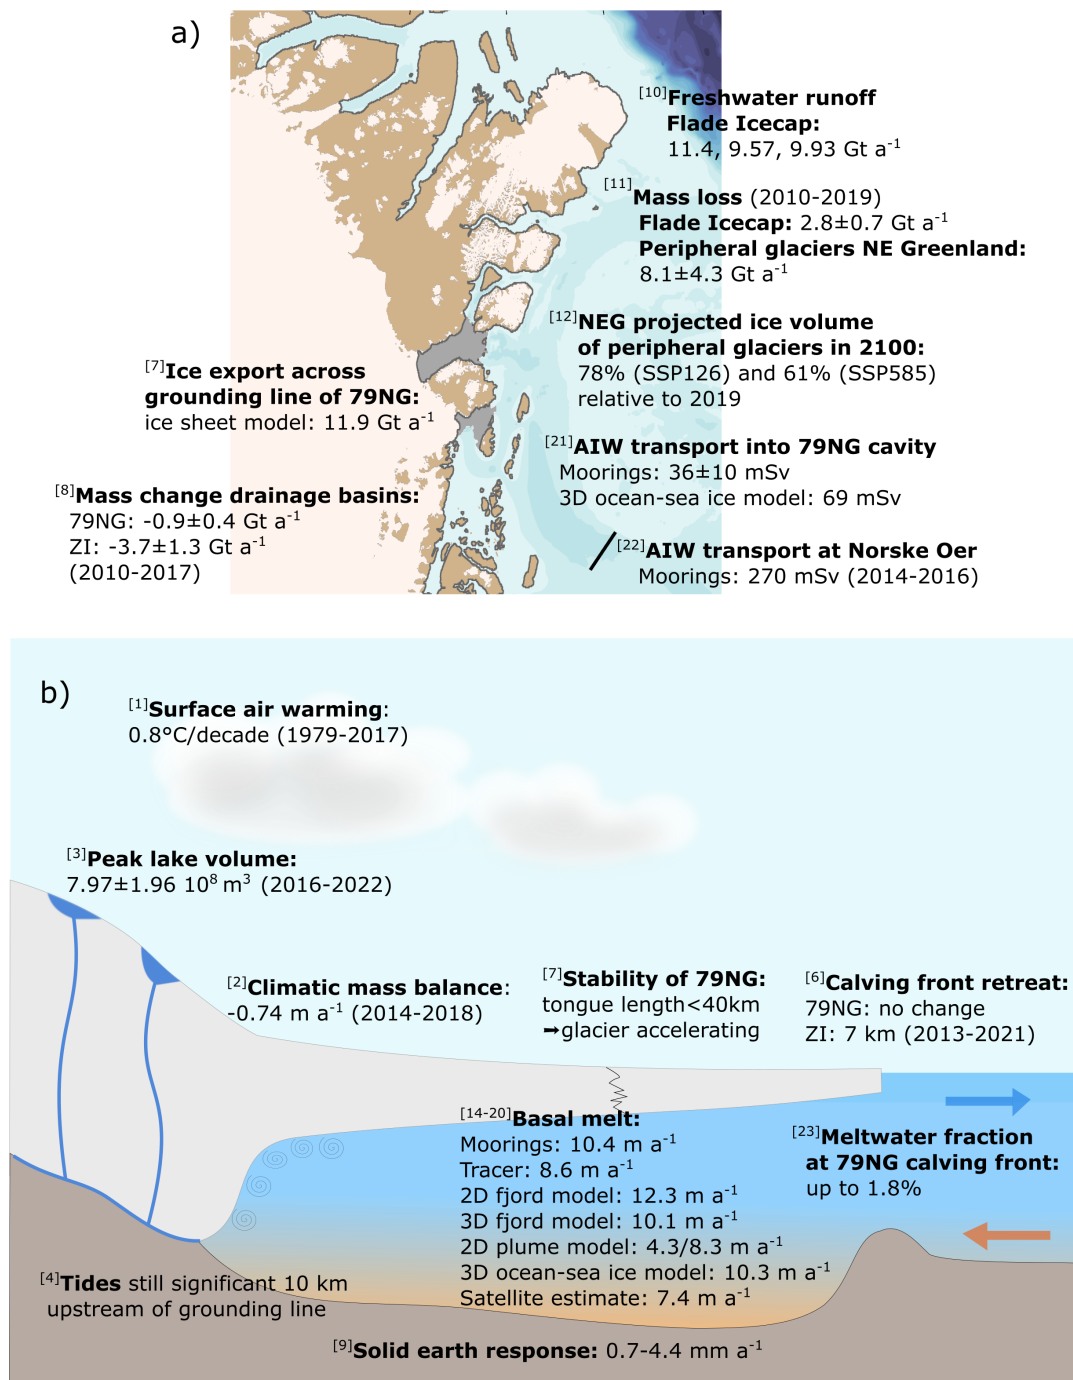 a)
[10]Freshwater runoff
Flade Icecap:
11.4, 9.57, 9.93 Gt a⁻¹
[11]Mass loss (2010-2019)
Flade Icecap: 2.8±0.7 Gt a⁻¹
Peripheral glaciers NE Greenland:
8.1±4.3 Gt a⁻¹
[12]NEG projected ice volume
of peripheral glaciers in 2100:
78% (SSP126) and 61% (SSP585)
relative to 2019
[7]Ice export across
grounding line of 79NG:
ice sheet model: 11.9 Gt a⁻¹
[21]AIW transport into 79NG cavity
Moorings: 36±10 mSv
3D ocean-sea ice model: 69 mSv
[8]Mass change drainage basins:
79NG: -0.9±0.4 Gt a⁻¹
ZI: -3.7±1.3 Gt a⁻¹
(2010-2017)
[22]AIW transport at Norske Oer
Moorings: 270 mSv (2014-2016)
b)
[1]Surface air warming:
0.8°C/decade (1979-2017)
[3]Peak lake volume:
7.97±1.96 10⁸ m³ (2016-2022)
[2]Climatic mass balance:
-0.74 m a⁻¹ (2014-2018)
[7]Stability of 79NG:
tongue length<40km
➞glacier accelerating
[6]Calving front retreat:
79NG: no change
ZI: 7 km (2013-2021)
[14-20]Basal melt:
Moorings: 10.4 m a⁻¹
Tracer: 8.6 m a⁻¹
2D fjord model: 12.3 m a⁻¹
3D fjord model: 10.1 m a⁻¹
2D plume model: 4.3/8.3 m a⁻¹
3D ocean-sea ice model: 10.3 m a⁻¹
Satellite estimate: 7.4 m a⁻¹
[23]Meltwater fraction
at 79NG calving front:
up to 1.8%
[4]Tides still significant 10 km
upstream of grounding line
[9]Solid earth response: 0.7-4.4 mm a⁻¹